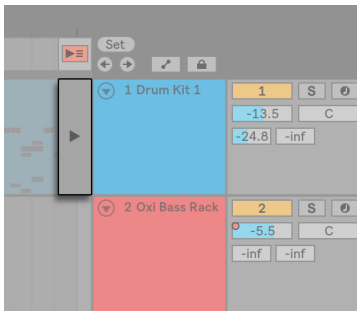 Set
1 Drum Kit 1
1 S
-13.5 C
-24.8 -inf
2 Oxi Bass Rack
2 S
-5.5 C
-inf -inf